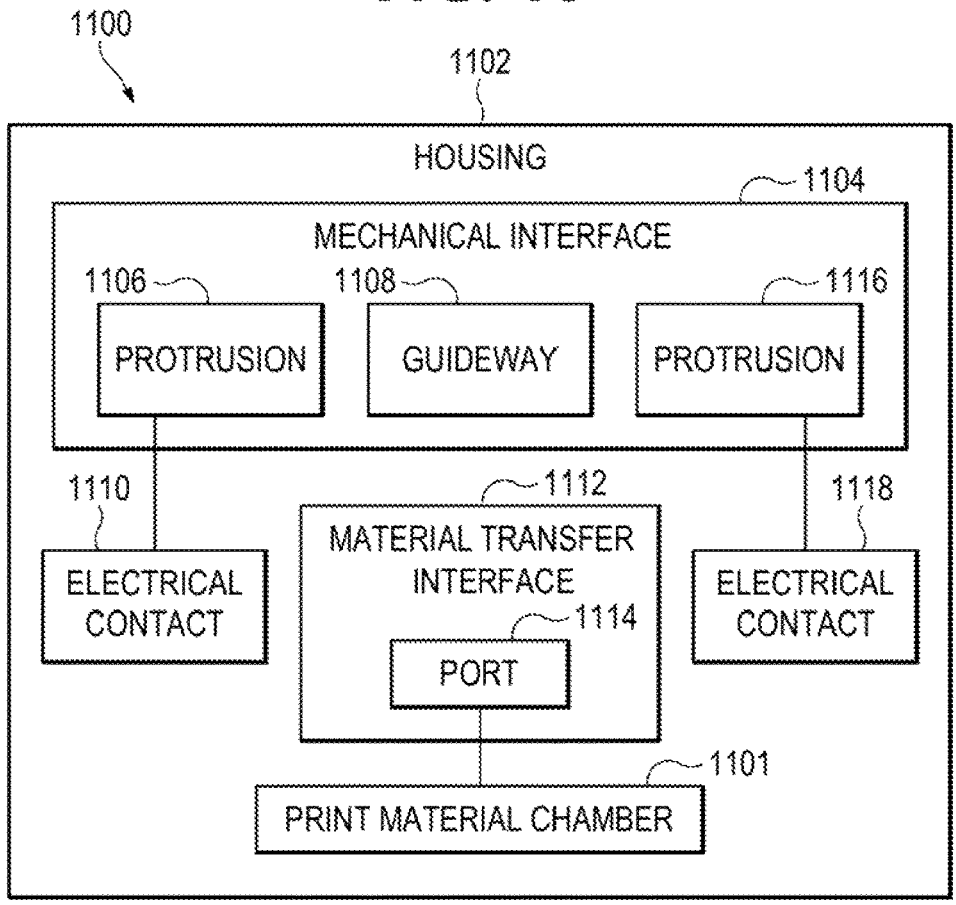 1100
1102
HOUSING
1104
MECHANICAL INTERFACE
1106
1108
1116
PROTRUSION
GUIDEWAY
PROTRUSION
1110
1112
1118
MATERIAL TRANSFER
INTERFACE
ELECTRICAL
CONTACT
ELECTRICAL
CONTACT
1114
PORT
1101
PRINT MATERIAL CHAMBER